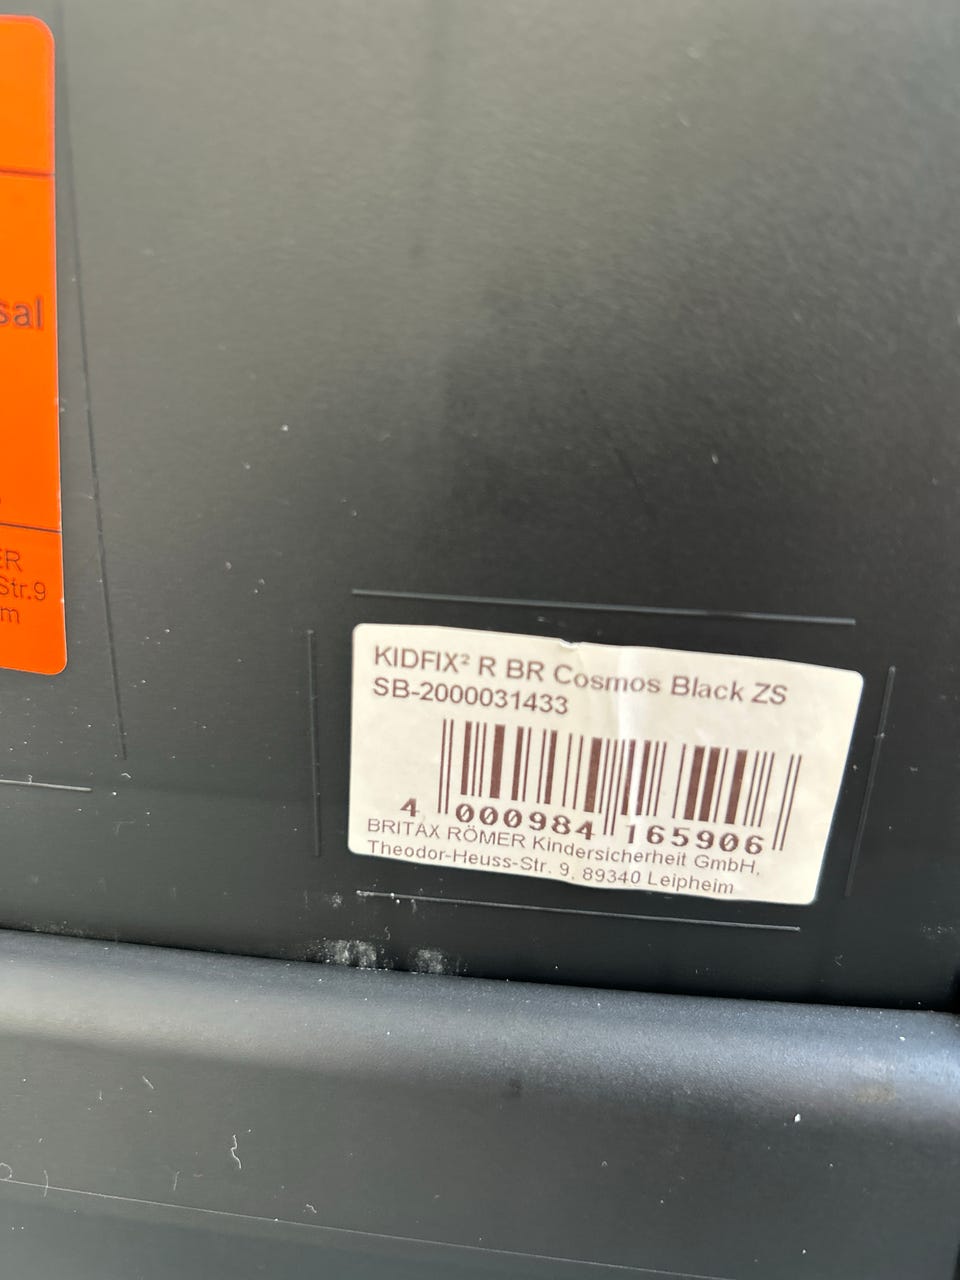 sal
ER
Str.9
m
KIDFIX² R BR Cosmos Black ZS
SB-2000031433
4 000984 165906
BRITAX RÖMER Kindersicherheit GmbH,
Theodor-Heuss-Str. 9, 89340 Leipheim